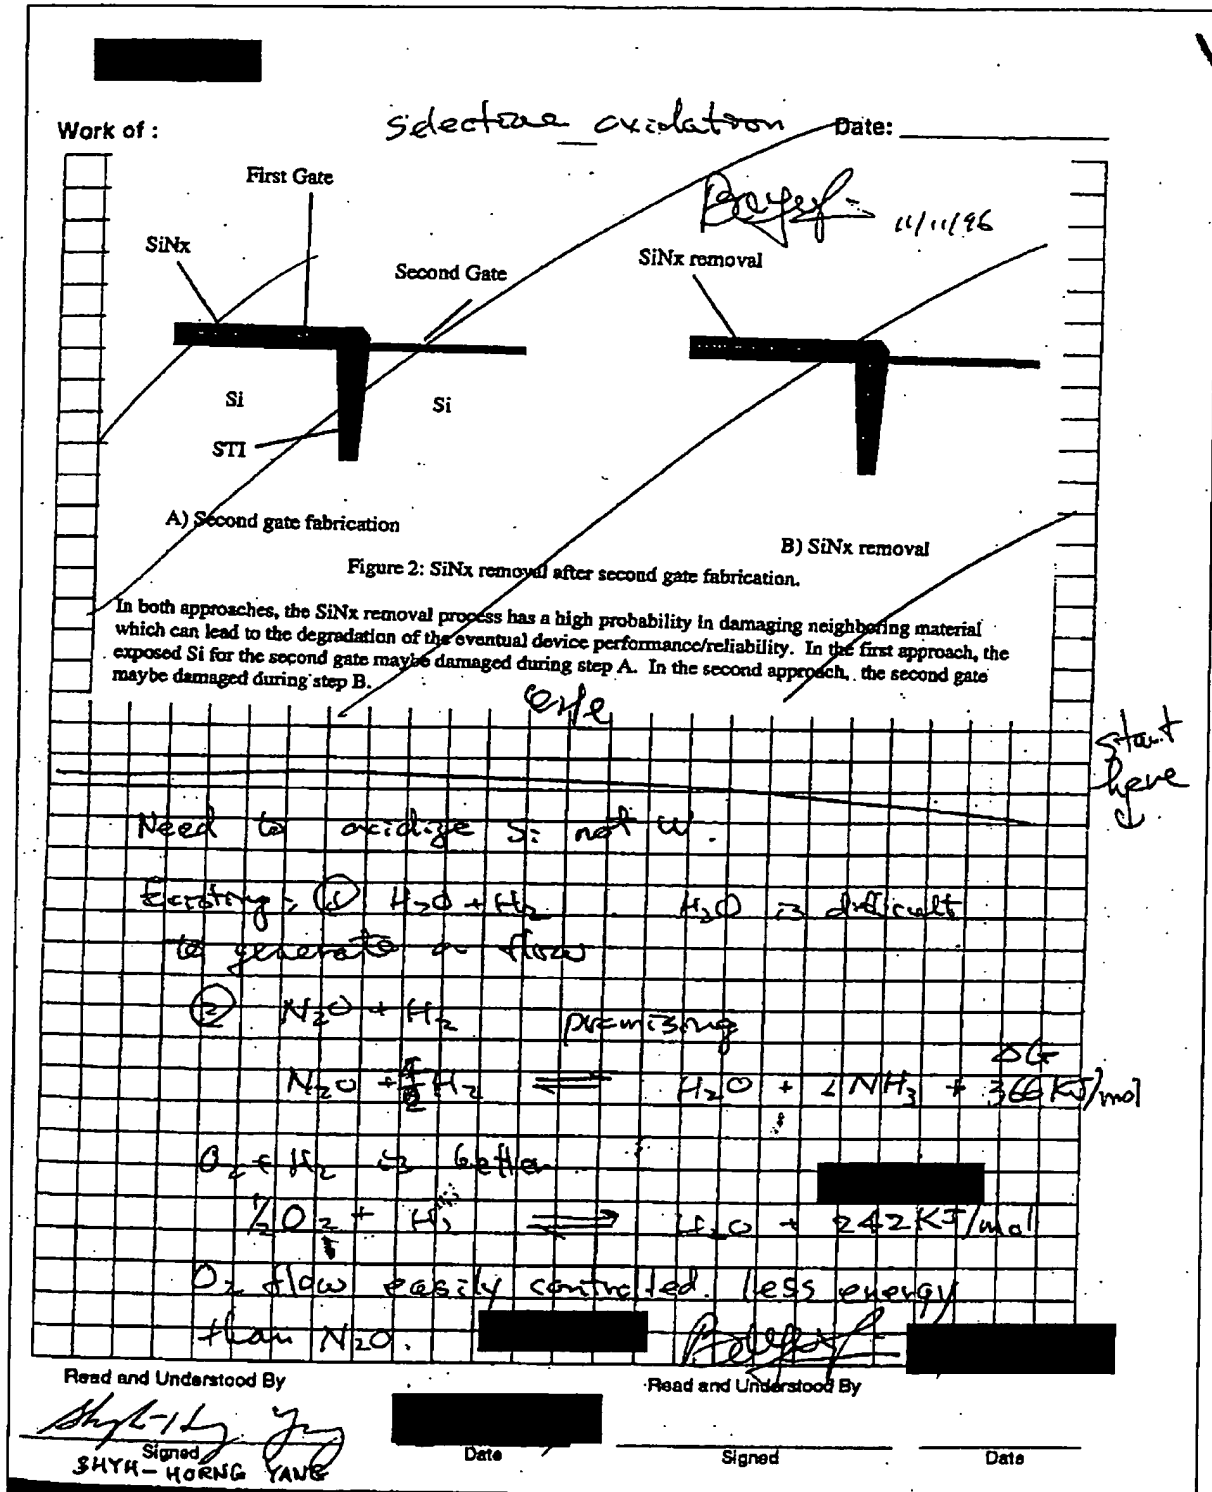 Work of :
selective oxidation
Date:
11/11/96
First Gate
SiNx
Second Gate
SiNx removal
Si
Si
STI
A) Second gate fabrication
B) SiNx removal
Figure 2: SiNx removal after second gate fabrication.
In both approaches, the SiNx removal process has a high probability in damaging neighboring material
which can lead to the degradation of the eventual device performance/reliability. In the first approach, the
exposed Si for the second gate maybe damaged during step A. In the second approach, the second gate
maybe damaged during step B.
start
here
Need to oxidize Si not W.
Existing: ① H2O + H2 H2O is difficult
to generate a flow
② N2O + H2 promising
ΔG
N2O + H2 ⇌ H2O + 2NH3 + 366 KJ/mol
O2 + H2 is better
1/2 O2 + H2 ⇌ H2O + 242 KJ/mol
O2 flow easily controlled. less energy
than N2O.
Read and Understood By
Read and Understood By
Signed
Date
Signed
Date
SHYH-HORNG YANG